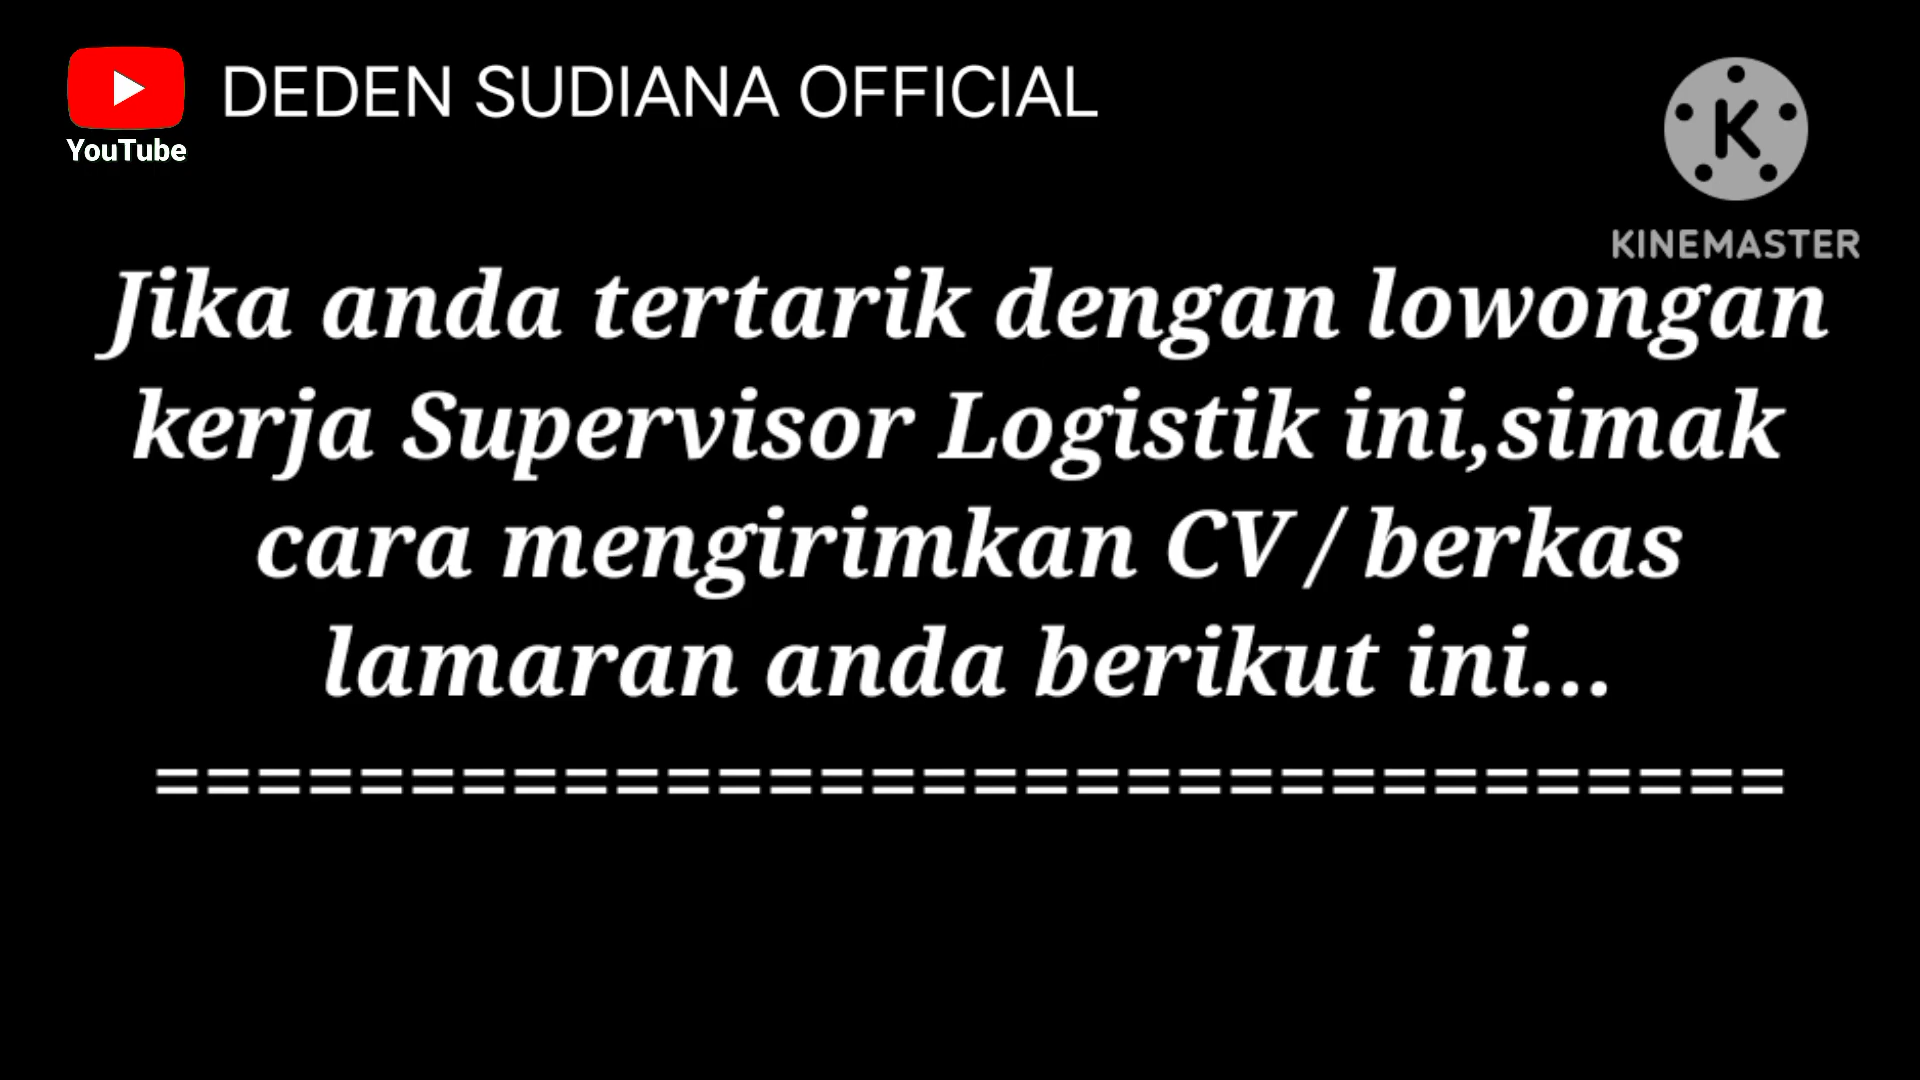 DEDEN SUDIANA OFFICIAL
YouTube
KINEMASTER
Jika anda tertarik dengan lowongan
kerja Supervisor Logistik ini,simak
cara mengirimkan CV / berkas
lamaran anda berikut ini...
================================